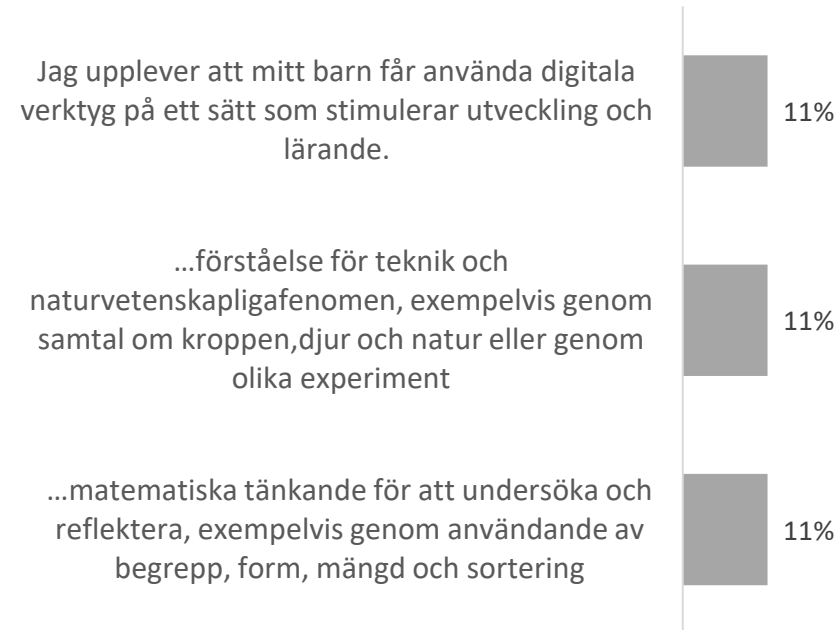 Jag upplever att mitt barn får använda digitala
verktyg på ett sätt som stimulerar utveckling och
lärande.
11%
…förståelse för teknik och
naturvetenskapligafenomen, exempelvis genom
samtal om kroppen,djur och natur eller genom
olika experiment
11%
…matematiska tänkande för att undersöka och
reflektera, exempelvis genom användande av
begrepp, form, mängd och sortering
11%